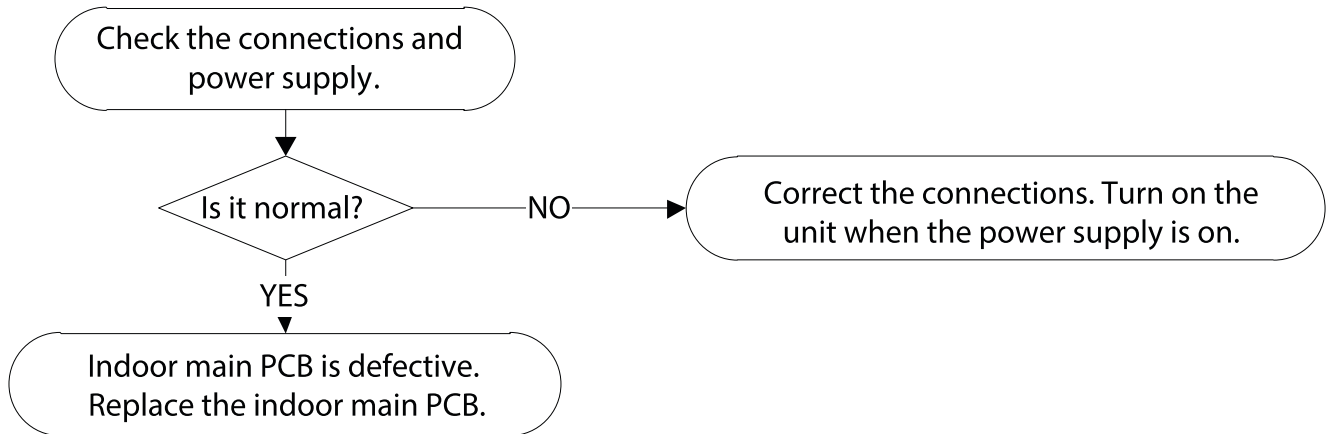 Check the connections and
power supply.
Is it normal?
NO
Correct the connections. Turn on the
unit when the power supply is on.
YES
Indoor main PCB is defective.
Replace the indoor main PCB.